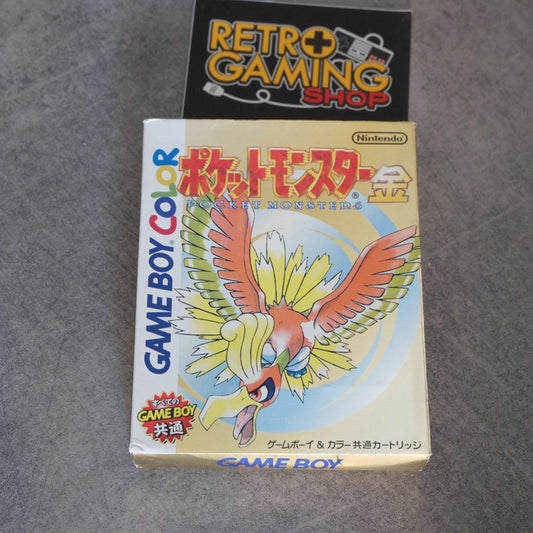 RETRO
GAMING
SHOP
Nintendo
ポケットモンスター金
POCKET MONSTERS
GAME BOY COLOR
すべての
GAME BOY
共通
ゲームボーイ & カラー 共通カートリッジ
GAME BOY